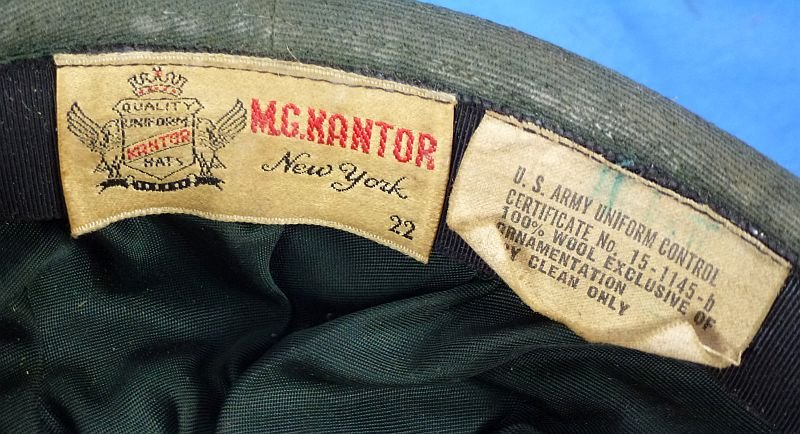 QUALITY
UNIFORM
KANTOR
HATS
M.G.KANTOR
New York
22
U. S. ARMY UNIFORM CONTROL
CERTIFICATE No. 15-1145-b
100% WOOL EXCLUSIVE OF
ORNAMENTATION
Y CLEAN ONLY